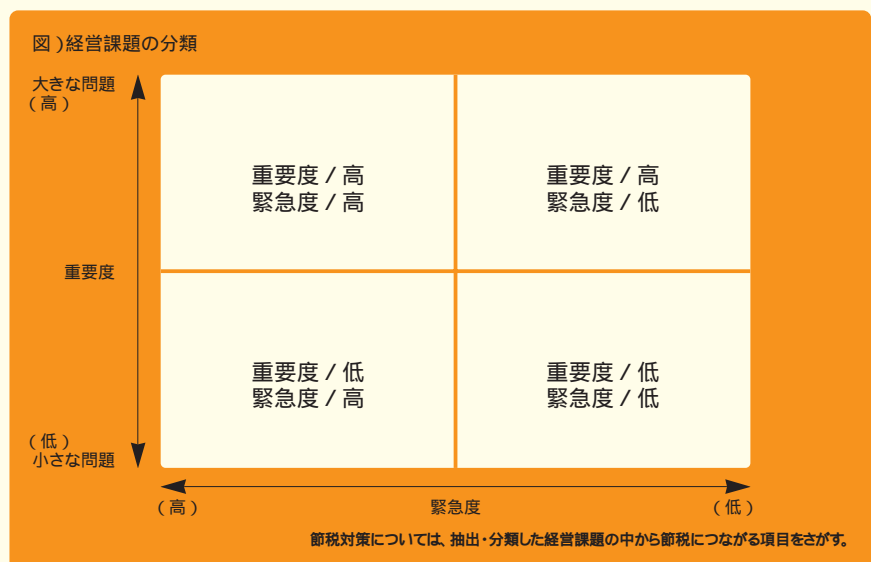 図)経営課題の分類
大きな問題
(高)
重要度 / 高
緊急度 / 高
重要度 / 高
緊急度 / 低
重要度
重要度 / 低
緊急度 / 高
重要度 / 低
緊急度 / 低
(低)
小さな問題
(高)
緊急度
(低)
節税対策については、抽出・分類した経営課題の中から節税につながる項目をさがす。